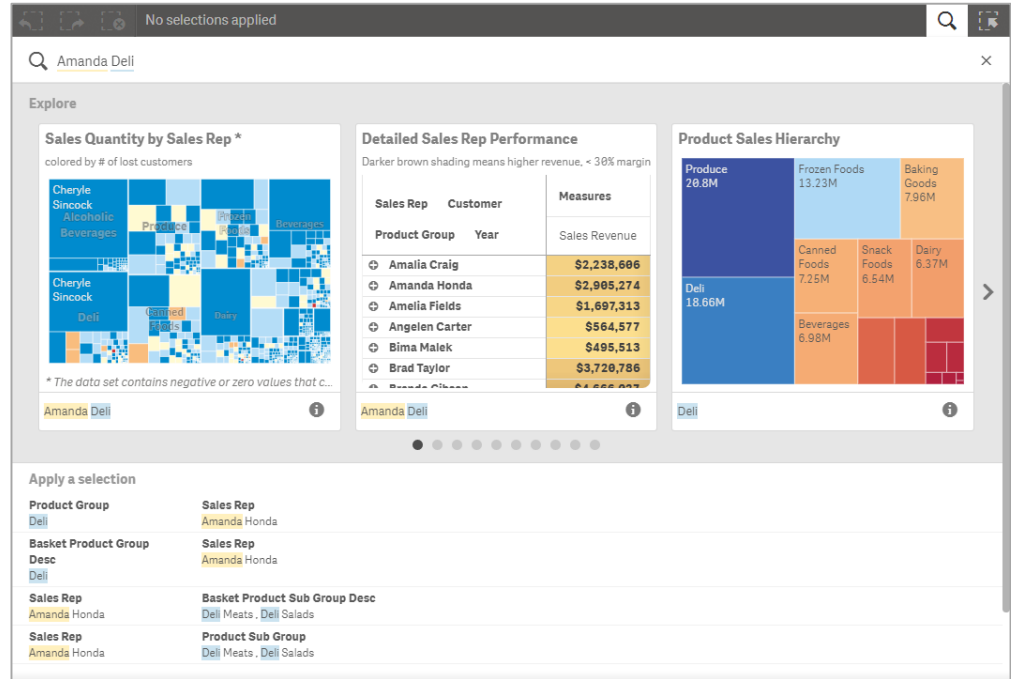 No selections applied
Amanda Deli
Explore
Sales Quantity by Sales Rep *
colored by # of lost customers
Cheryle
Sincock
Alcoholic
Beverages
Produce
Frozen
Foods
Beverages
Cheryle
Sincock
Deli
Canned
Foods
Dairy
* The data set contains negative or zero values that c...
Amanda Deli
Detailed Sales Rep Performance
Darker brown shading means higher revenue, < 30% margin
Sales Rep Customer
Measures
Product Group Year
Sales Revenue
Amalia Craig $2,238,606
Amanda Honda $2,905,274
Amelia Fields $1,697,313
Angelen Carter $564,577
Bima Malek $495,513
Brad Taylor $3,720,786
Brenda Gibson $4,666,937
Amanda Deli
Product Sales Hierarchy
Produce
20.8M
Frozen Foods
13.23M
Baking
Goods
7.96M
Deli
18.66M
Canned
Foods
7.25M
Snack
Foods
6.54M
Dairy
6.37M
Beverages
6.98M
Deli
Apply a selection
Product Group Sales Rep
Deli Amanda Honda
Basket Product Group Sales Rep
Desc Amanda Honda
Deli
Sales Rep Basket Product Sub Group Desc
Amanda Honda Deli Meats , Deli Salads
Sales Rep Product Sub Group
Amanda Honda Deli Meats , Deli Salads